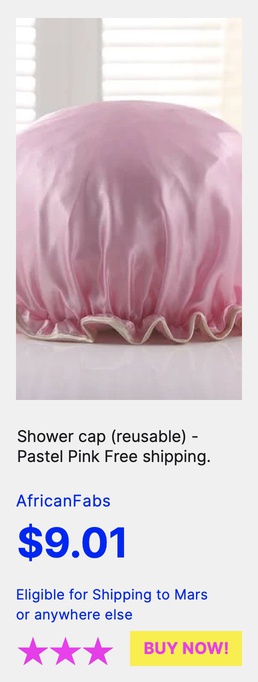 Shower cap (reusable) -
Pastel Pink Free shipping.
AfricanFabs
$9.01
Eligible for Shipping to Mars
or anywhere else
BUY NOW!